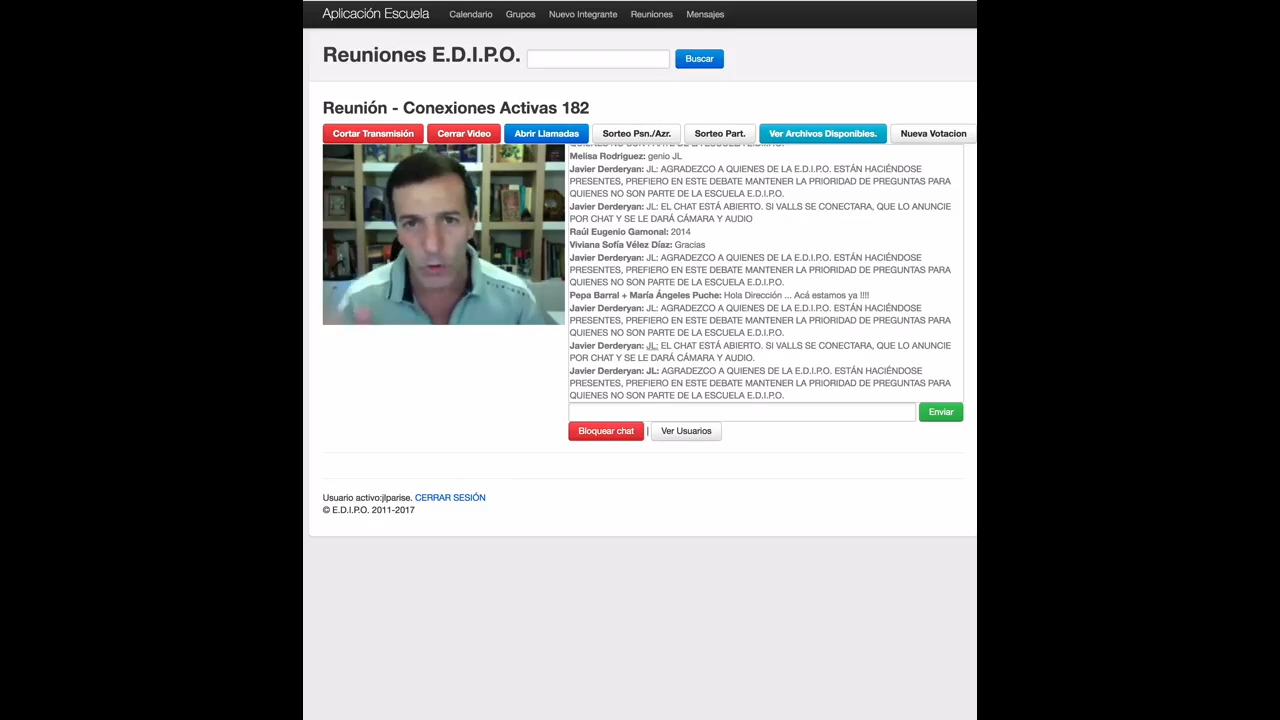 Aplicación Escuela Calendario Grupos Nuevo Integrante Reuniones Mensajes
Reuniones E.D.I.P.O. Buscar
Reunión - Conexiones Activas 182
Cortar Transmisión Cerrar Video Abrir Llamadas Sorteo Psn./Azr. Sorteo Part. Ver Archivos Disponibles. Nueva Votacion
QUIENES NO SON PARTE DE LA ESCUELA E.D.I.P.O.
Melisa Rodriguez: genio JL
Javier Derderyan: JL: AGRADEZCO A QUIENES DE LA E.D.I.P.O. ESTÁN HACIÉNDOSE
PRESENTES, PREFIERO EN ESTE DEBATE MANTENER LA PRIORIDAD DE PREGUNTAS PARA
QUIENES NO SON PARTE DE LA ESCUELA E.D.I.P.O.
Javier Derderyan: JL: EL CHAT ESTÁ ABIERTO. SI VALLS SE CONECTARA, QUE LO ANUNCIE
POR CHAT Y SE LE DARÁ CÁMARA Y AUDIO
Raúl Eugenio Gamonal: 2014
Viviana Sofía Vélez Díaz: Gracias
Javier Derderyan: JL: AGRADEZCO A QUIENES DE LA E.D.I.P.O. ESTÁN HACIÉNDOSE
PRESENTES, PREFIERO EN ESTE DEBATE MANTENER LA PRIORIDAD DE PREGUNTAS PARA
QUIENES NO SON PARTE DE LA ESCUELA E.D.I.P.O.
Pepa Barral + María Ángeles Puche: Hola Dirección ... Acá estamos ya !!!!
Javier Derderyan: JL: AGRADEZCO A QUIENES DE LA E.D.I.P.O. ESTÁN HACIÉNDOSE
PRESENTES, PREFIERO EN ESTE DEBATE MANTENER LA PRIORIDAD DE PREGUNTAS PARA
QUIENES NO SON PARTE DE LA ESCUELA E.D.I.P.O.
Javier Derderyan: JL: EL CHAT ESTÁ ABIERTO. SI VALLS SE CONECTARA, QUE LO ANUNCIE
POR CHAT Y SE LE DARÁ CÁMARA Y AUDIO.
Javier Derderyan: JL: AGRADEZCO A QUIENES DE LA E.D.I.P.O. ESTÁN HACIÉNDOSE
PRESENTES, PREFIERO EN ESTE DEBATE MANTENER LA PRIORIDAD DE PREGUNTAS PARA
QUIENES NO SON PARTE DE LA ESCUELA E.D.I.P.O.
Enviar
Bloquear chat | Ver Usuarios
Usuario activo:jlparise. CERRAR SESIÓN
© E.D.I.P.O. 2011-2017